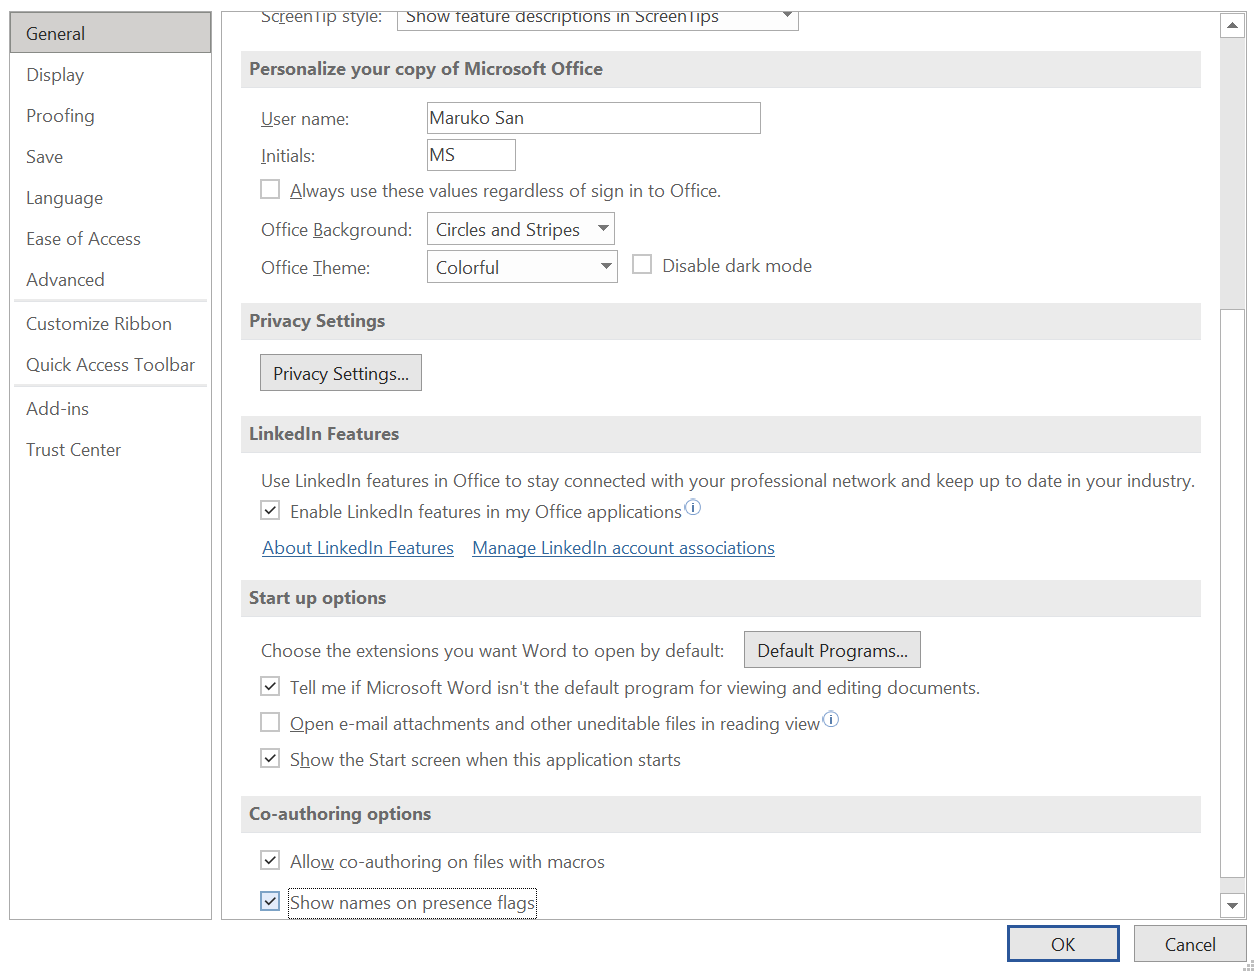 General
Display
Proofing
Save
Language
Ease of Access
Advanced
Customize Ribbon
Quick Access Toolbar
Add-ins
Trust Center
ScreenTip style: Show feature descriptions in ScreenTips
Personalize your copy of Microsoft Office
User name: Maruko San
Initials: MS
Always use these values regardless of sign in to Office.
Office Background: Circles and Stripes
Office Theme: Colorful Disable dark mode
Privacy Settings
Privacy Settings...
LinkedIn Features
Use LinkedIn features in Office to stay connected with your professional network and keep up to date in your industry.
Enable LinkedIn features in my Office applications
About LinkedIn Features Manage LinkedIn account associations
Start up options
Choose the extensions you want Word to open by default: Default Programs...
Tell me if Microsoft Word isn't the default program for viewing and editing documents.
Open e-mail attachments and other uneditable files in reading view
Show the Start screen when this application starts
Co-authoring options
Allow co-authoring on files with macros
Show names on presence flags
OK Cancel